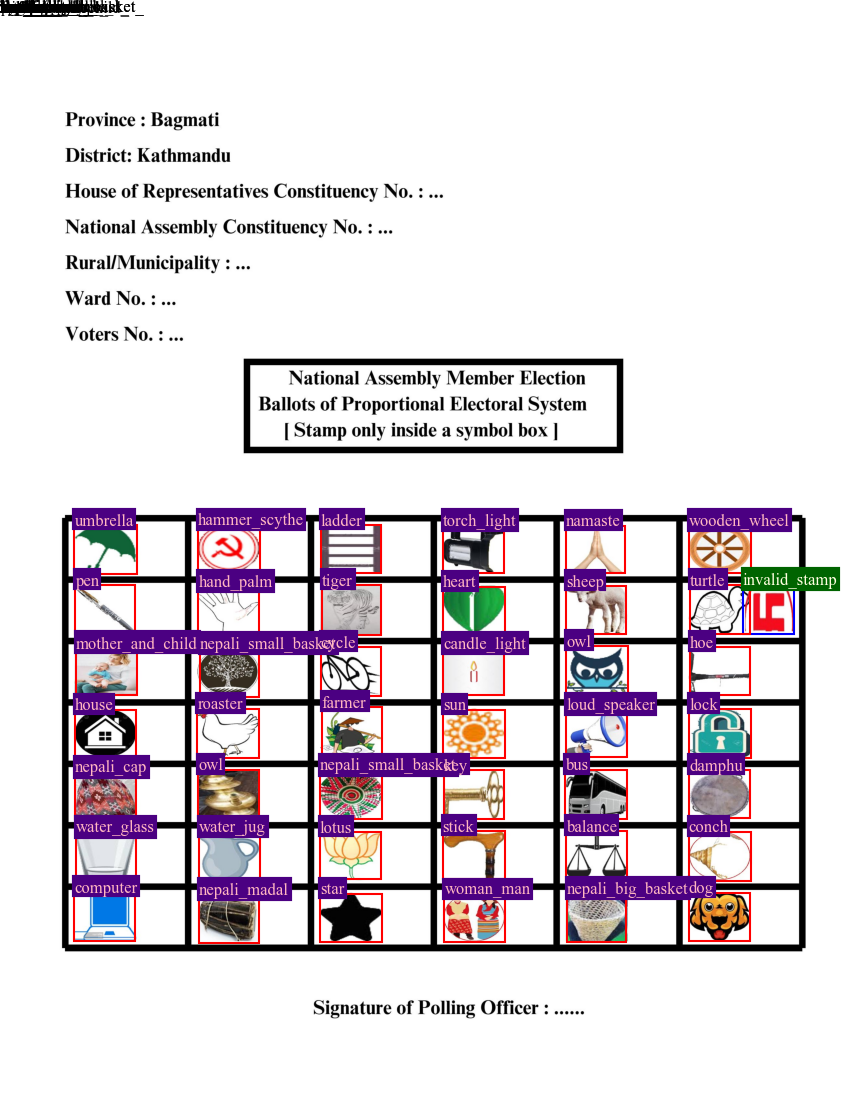 Province : Bagmati
District: Kathmandu
House of Representatives Constituency No. : ...
National Assembly Constituency No. : ...
Rural/Municipality : ...
Ward No. : ...
Voters No. : ...
National Assembly Member Election
Ballots of Proportional Electoral System
[ Stamp only inside a symbol box ]
umbrella hammer_scythe ladder torch_light namaste wooden_wheel
pen hand_palm tiger heart sheep turtle invalid_stamp
mother_and_child nepali_small_basket cycle candle_light owl hoe
house roaster farmer sun loud_speaker lock
nepali_cap owl nepali_small_basket key bus damphu
water_glass water_jug lotus stick balance conch
computer nepali_madal star woman_man nepali_big_basket dog
Signature of Polling Officer : ......